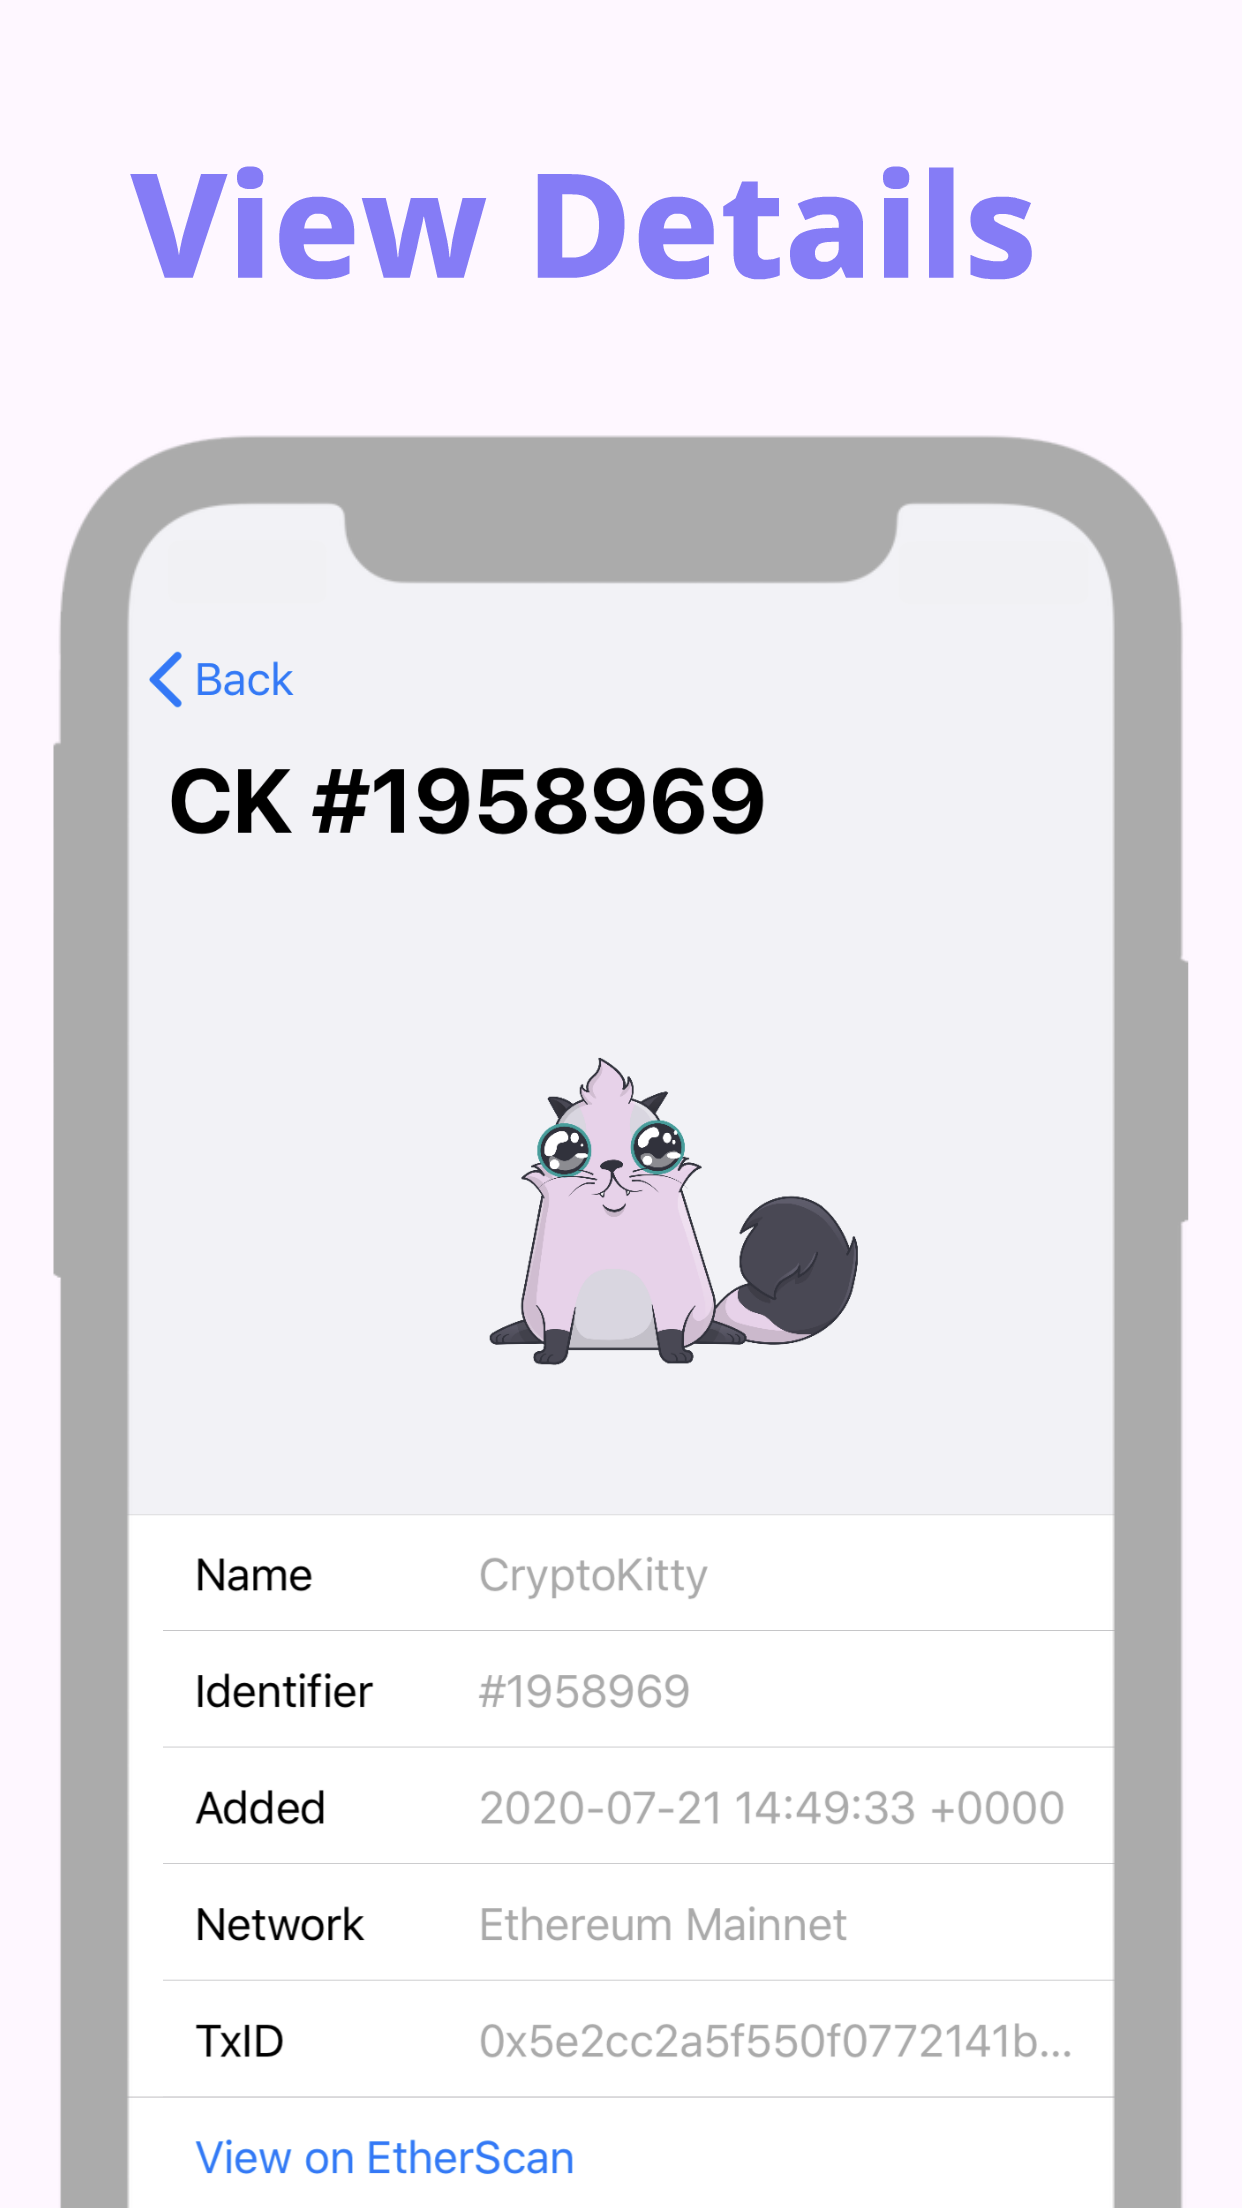 View Details
Back
CK #1958969
Name CryptoKitty
Identifier #1958969
Added 2020-07-21 14:49:33 +0000
Network Ethereum Mainnet
TxID 0x5e2cc2a5f550f0772141b...
View on EtherScan